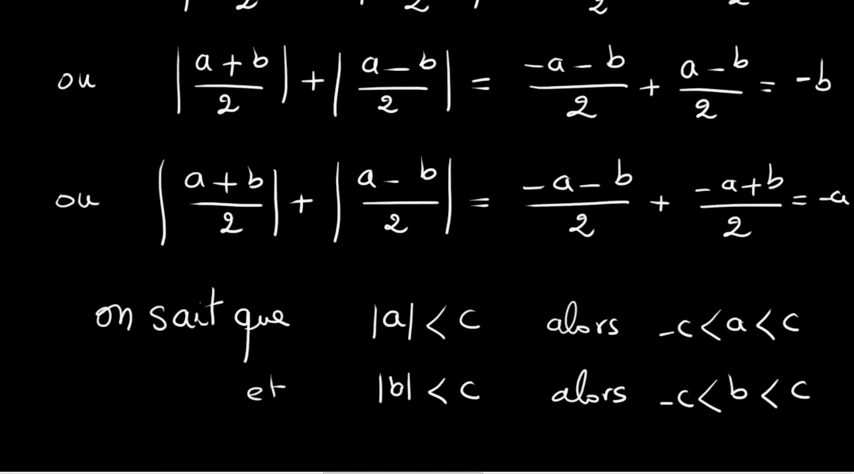 ou |(a+b)/2| + |(a-b)/2| = (-a-b)/2 + (a-b)/2 = -b
ou |(a+b)/2| + |(a-b)/2| = (-a-b)/2 + (-a+b)/2 = -a
on sait que |a| < c alors -c < a < c
et |b| < c alors -c < b < c